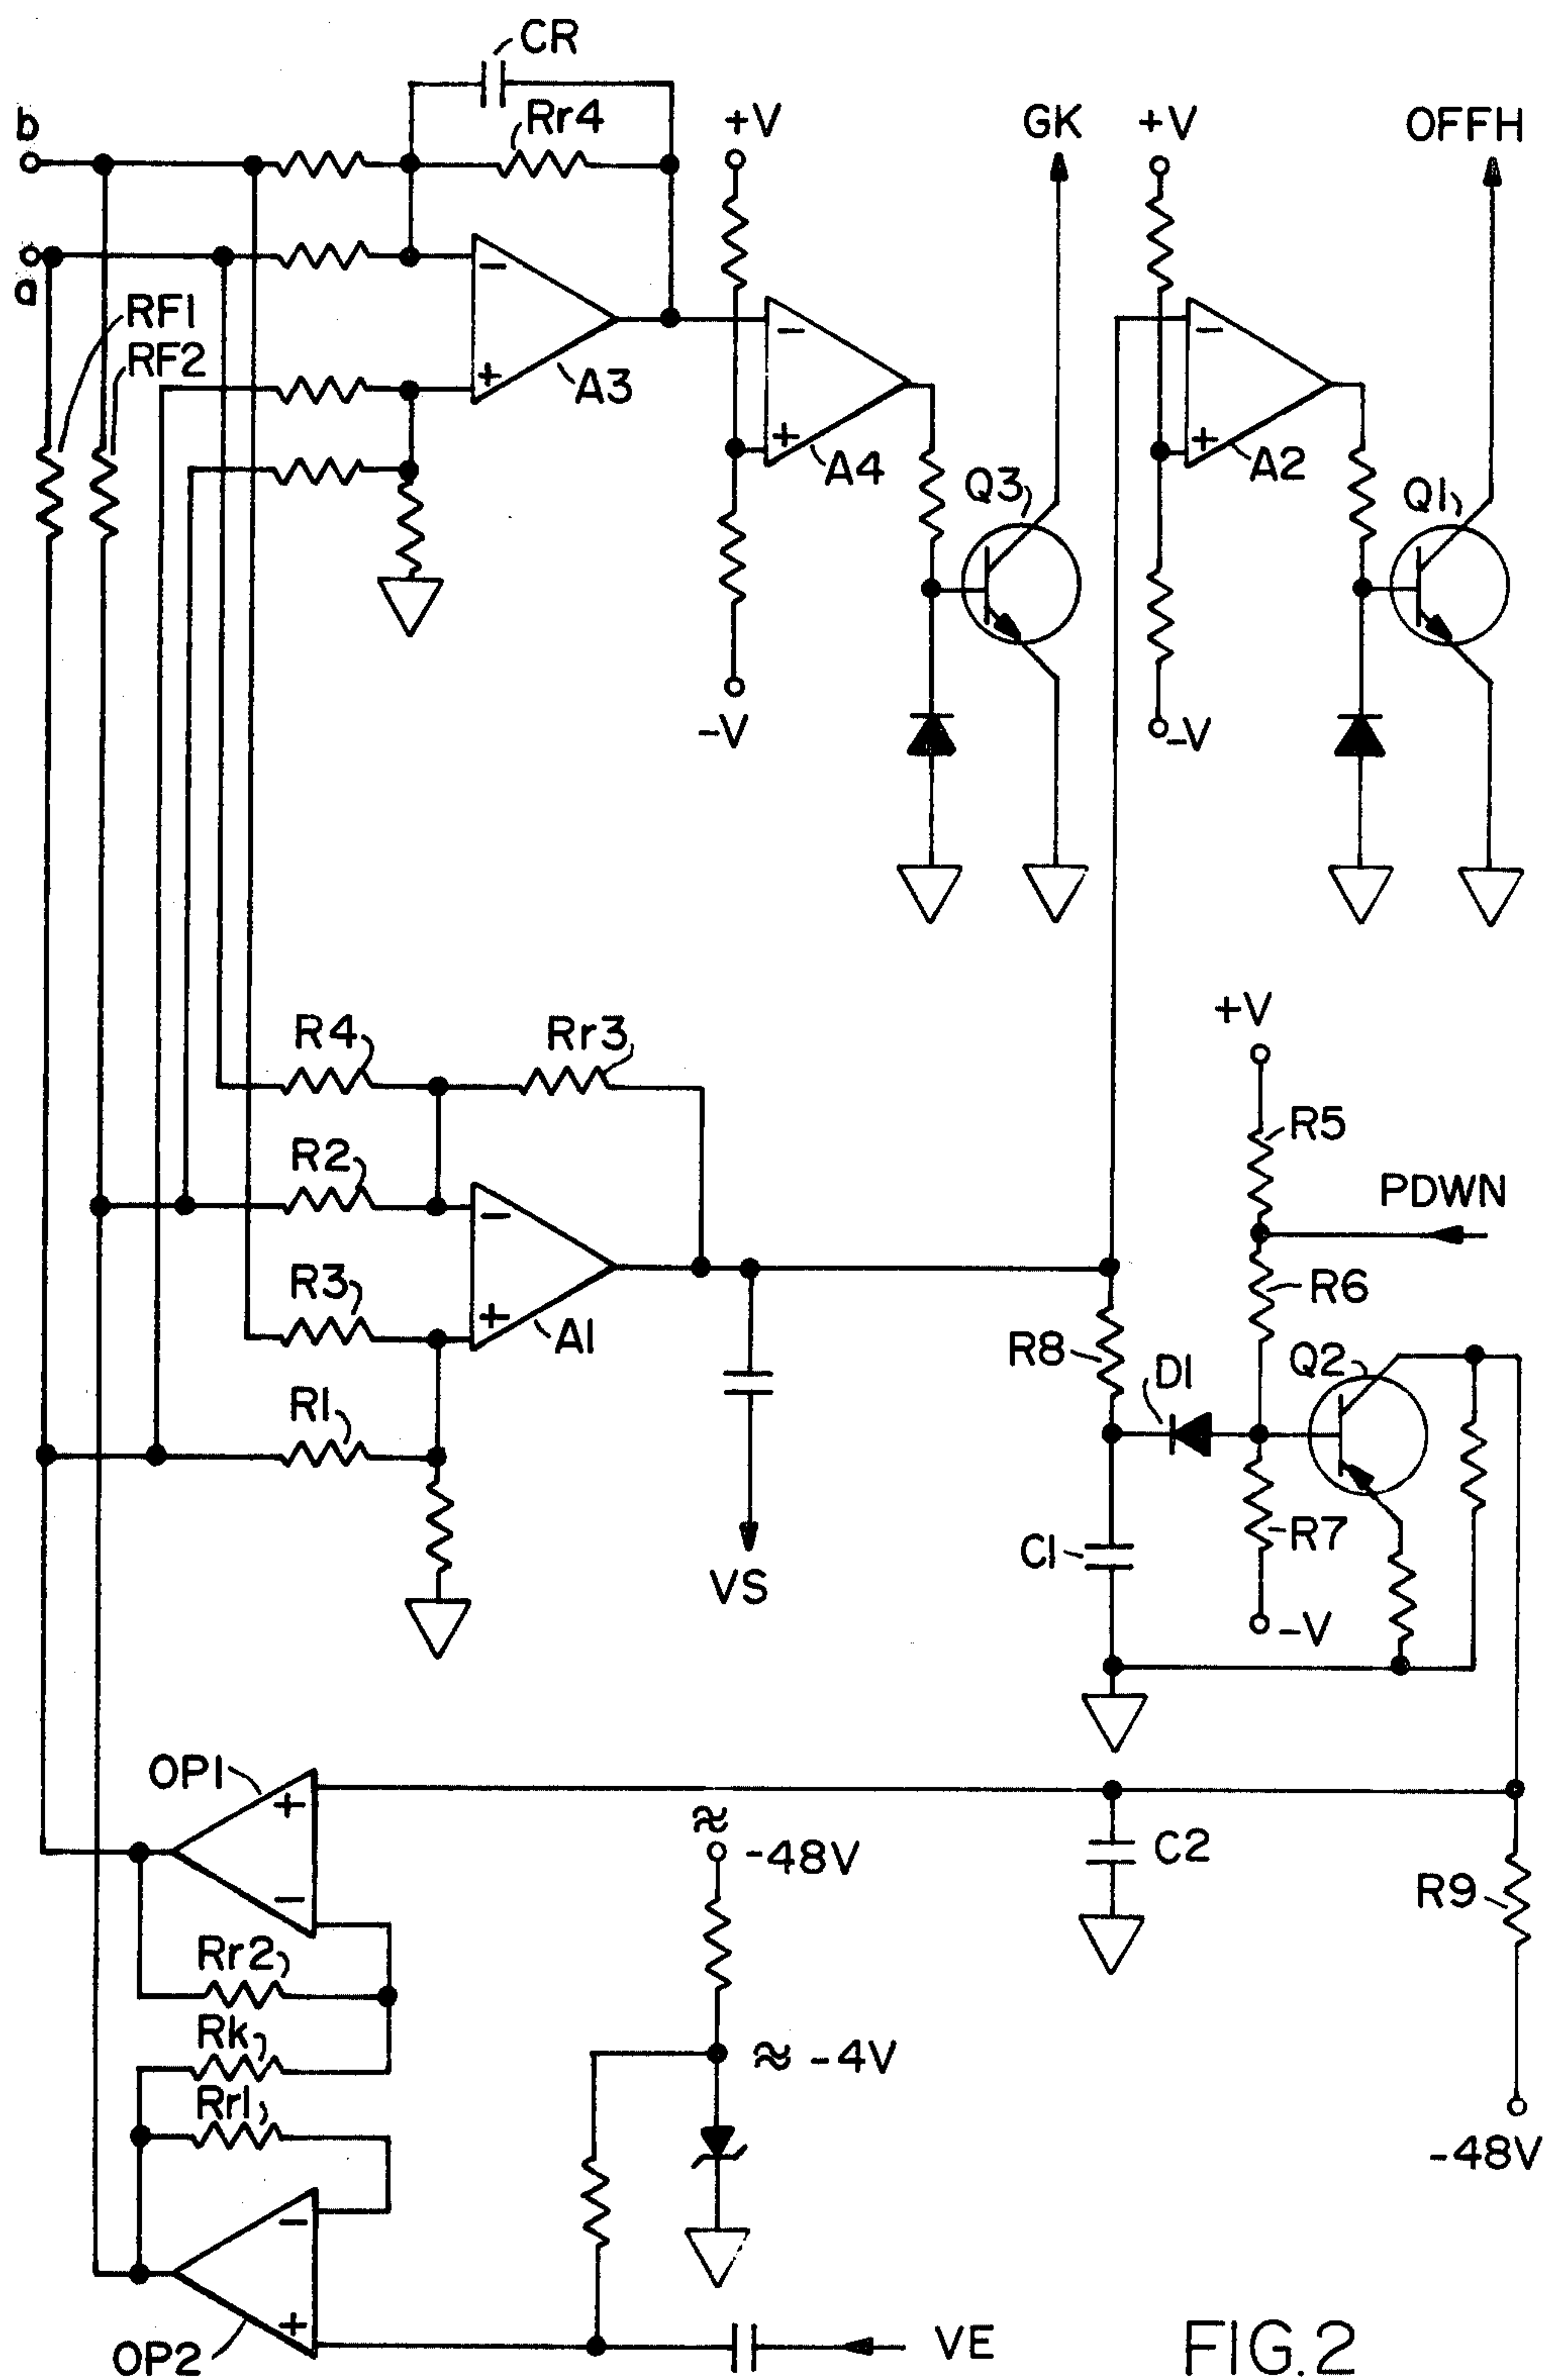 CR
b
Rr4
+V
GK
+V
OFFH
a
RF1
RF2
−
−
−
+
A3
+
A4
+
A2
Q3
Q1
-V
-V
+V
R4
Rr3
R5
R2
PDWN
−
R3
R6
+
A1
R8
D1
Q2
R1
C1
R7
VS
-V
OP1
+
≈
-48V
C2
−
R9
Rr2
Rk
≈ -4V
Rr1
-48V
−
+
OP2
VE
FIG.2